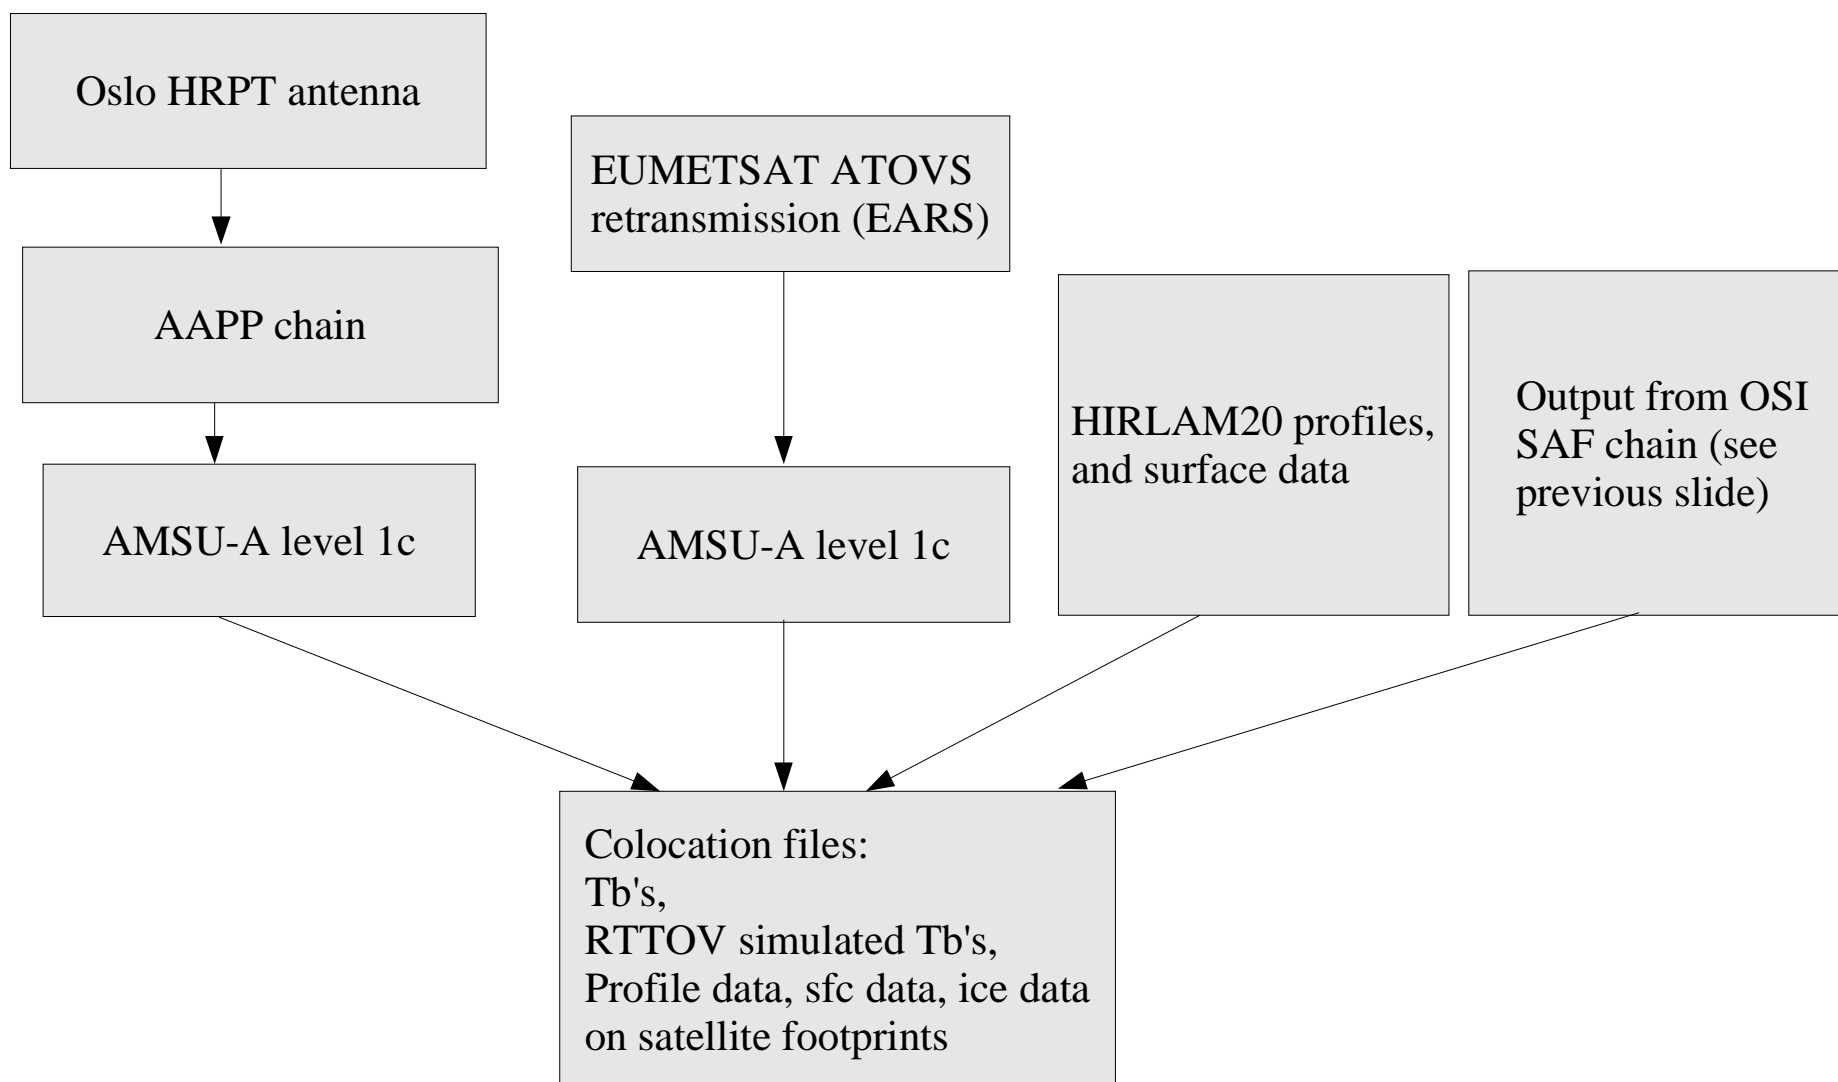 Oslo HRPT antenna
EUMETSAT ATOVS
retransmission (EARS)
AAPP chain
HIRLAM20 profiles,
and surface data
Output from OSI
SAF chain (see
previous slide)
AMSU-A level 1c
AMSU-A level 1c
Colocation files:
Tb's,
RTTOV simulated Tb's,
Profile data, sfc data, ice data
on satellite footprints